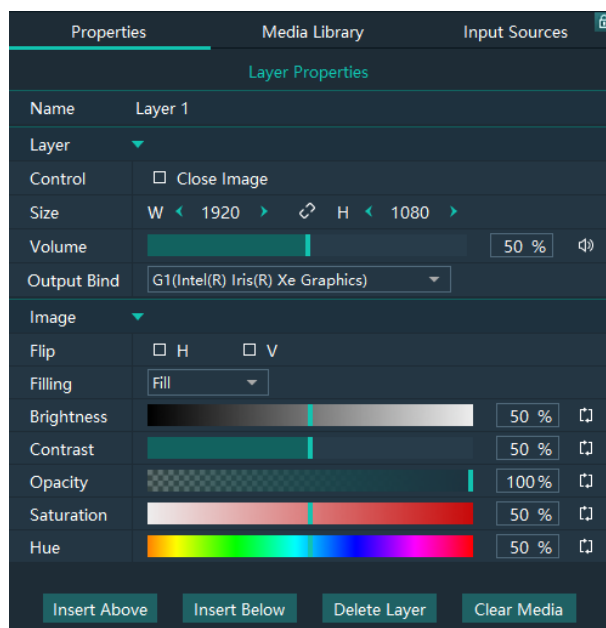 Properties Media Library Input Sources
Layer Properties
Name Layer 1
Layer
Control Close Image
Size W 1920 H 1080
Volume 50 %
Output Bind G1(Intel(R) Iris(R) Xe Graphics)
Image
Flip H V
Filling Fill
Brightness 50 %
Contrast 50 %
Opacity 100 %
Saturation 50 %
Hue 50 %
Insert Above Insert Below Delete Layer Clear Media